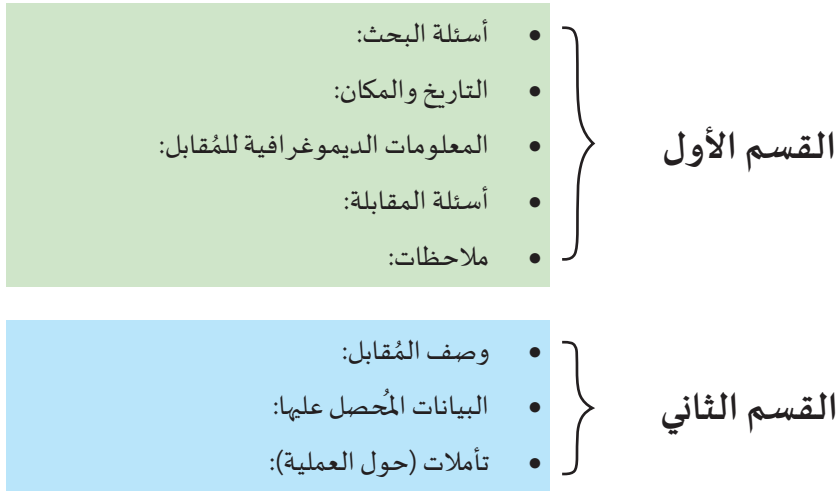 القسم الأول
• أسئلة البحث:
• التاريخ والمكان:
• المعلومات الديموغرافية للمُقابل:
• أسئلة المقابلة:
• ملاحظات:
القسم الثاني
• وصف المُقابل:
• البيانات المُحصل عليها:
• تأملات (حول العملية):